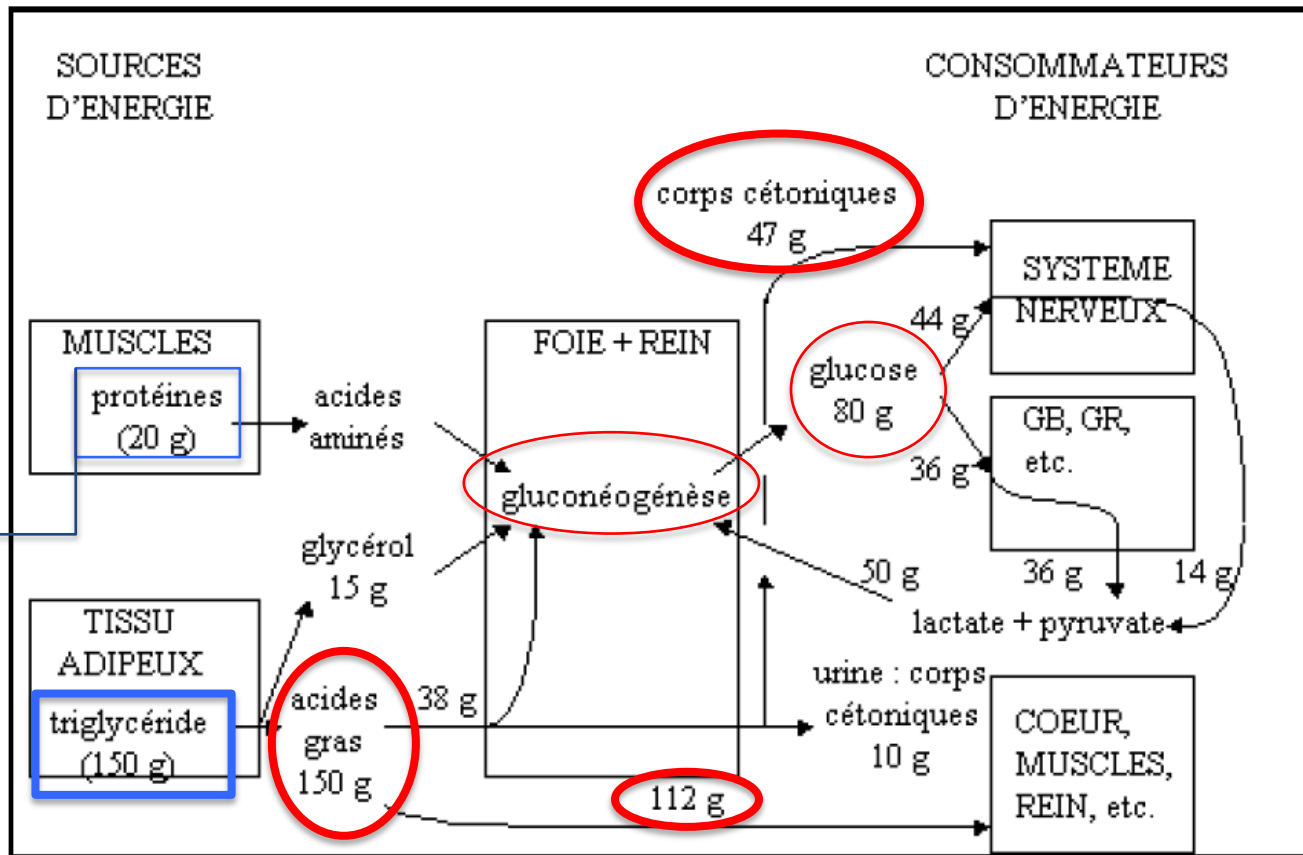 SOURCES
D'ENERGIE
CONSOMMATEURS
D'ENERGIE
corps cétoniques
47 g
SYSTEME
NERVEUX
44 g
MUSCLES
protéines
(20 g)
acides
aminés
FOIE + REIN
glucose
80 g
GB, GR,
etc.
36 g
gluconéogénèse
glycérol
15 g
50 g
36 g
14 g
lactate + pyruvate
TISSU
ADIPEUX
triglycéride
(150 g)
acides
gras
150 g
38 g
urine : corps
cétoniques
10 g
112 g
COEUR,
MUSCLES,
REIN, etc.